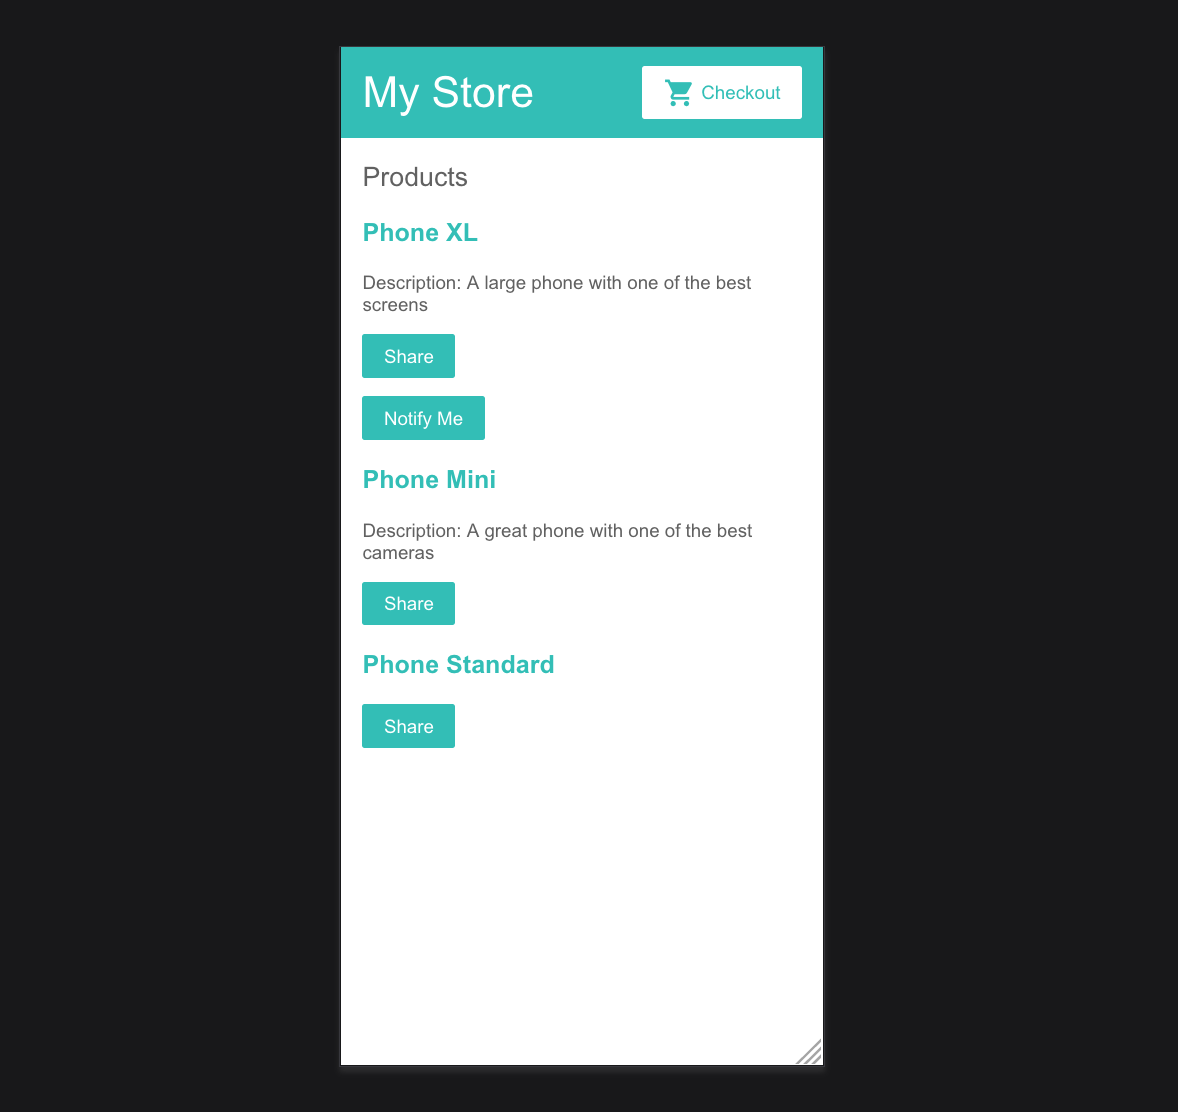 My Store
Checkout
Products
Phone XL
Description: A large phone with one of the best
screens
Share
Notify Me
Phone Mini
Description: A great phone with one of the best
cameras
Share
Phone Standard
Share